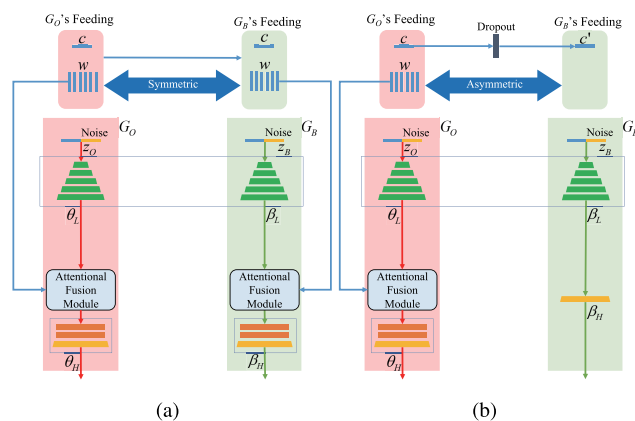 G_O's Feeding
G_B's Feeding
c
c
w
w
Symmetric
G_O
G_B
Noise
Noise
z_O
z_B
θ_L
β_L
Attentional
Fusion
Module
Attentional
Fusion
Module
θ_H
β_H
(a)
G_O's Feeding
Dropout
G_B's Feeding
c
c'
w
Asymmetric
G_O
Noise
Noise
z_O
z_B
θ_L
β_L
Attentional
Fusion
Module
β_H
θ_H
(b)